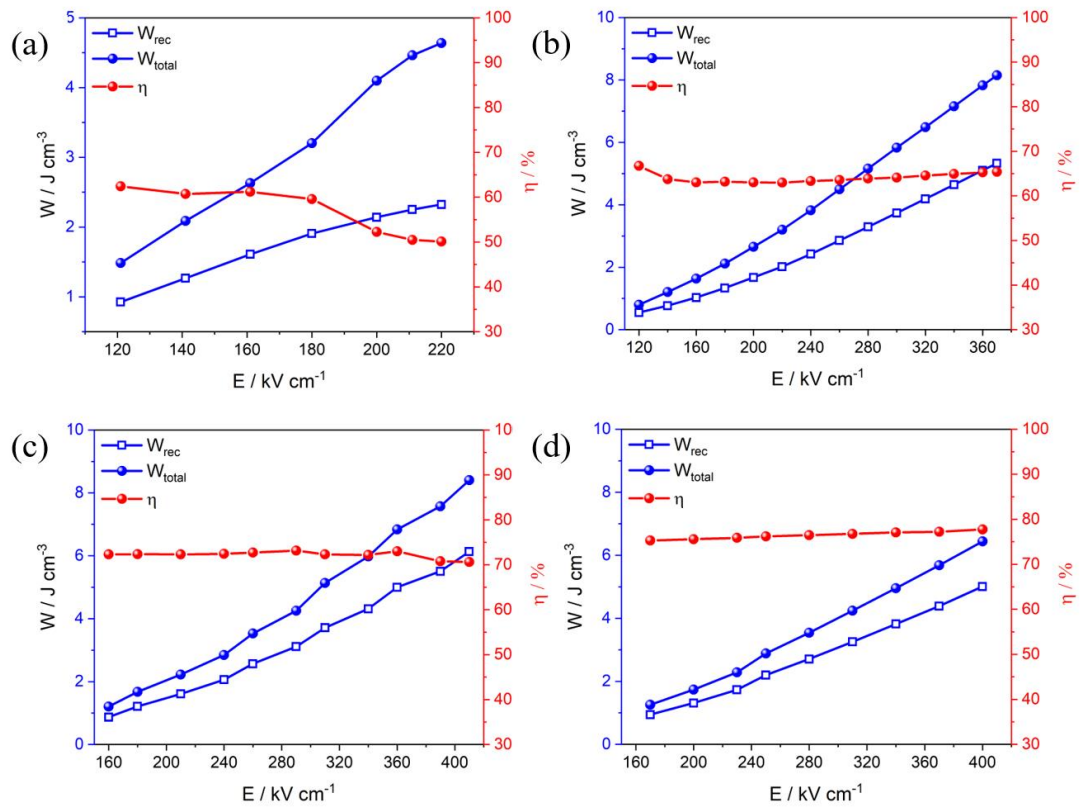 (a)
W_rec
W_total
η
W / J cm⁻³
5
4
3
2
1
100
90
80
70
60
50
40
30
η / %
120 140 160 180 200 220
E / kV cm⁻¹
(b)
W_rec
W_total
η
W / J cm⁻³
10
8
6
4
2
0
100
90
80
70
60
50
40
30
η / %
120 160 200 240 280 320 360
E / kV cm⁻¹
(c)
W_rec
W_total
η
W / J cm⁻³
10
8
6
4
2
0
10
90
80
70
60
50
40
30
η / %
160 200 240 280 320 360 400
E / kV cm⁻¹
(d)
W_rec
W_total
η
W / J cm⁻³
10
8
6
4
2
0
100
90
80
70
60
50
40
30
η / %
160 200 240 280 320 360 400
E / kV cm⁻¹